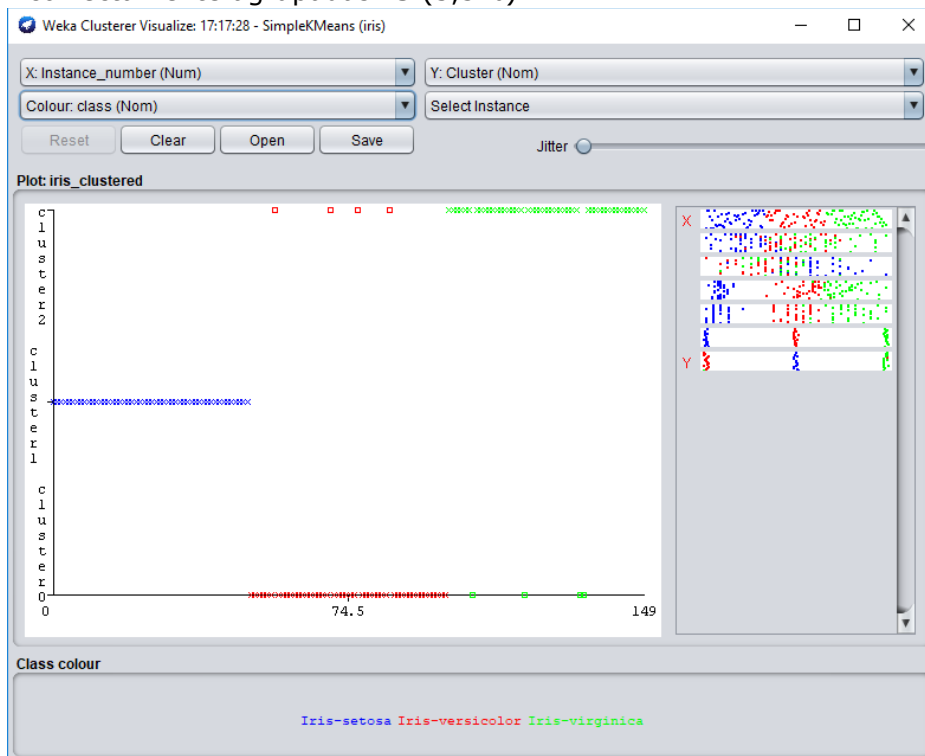 Weka Clusterer Visualize: 17:17:28 - SimpleKMeans (iris)
X: Instance_number (Num)
Y: Cluster (Nom)
Colour: class (Nom)
Select Instance
Reset
Clear
Open
Save
Jitter
Plot: iris_clustered
cluster2
cluster1
cluster0
0
74.5
149
X
Y
Class colour
Iris-setosa Iris-versicolor Iris-virginica